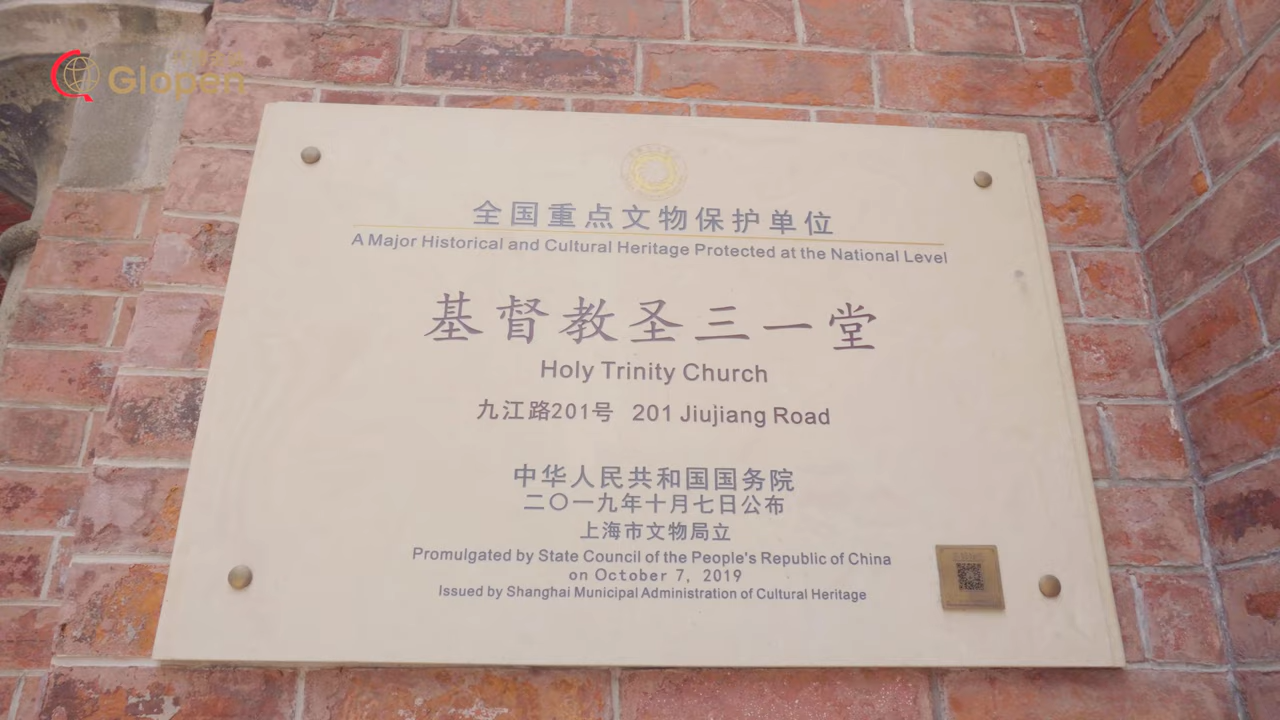 Glopen
全国重点文物保护单位
A Major Historical and Cultural Heritage Protected at the National Level
基督教圣三一堂
Holy Trinity Church
九江路201号 201 Jiujiang Road
中华人民共和国国务院
二〇一九年十月七日公布
上海市文物局立
Promulgated by State Council of the People's Republic of China
on October 7, 2019
Issued by Shanghai Municipal Administration of Cultural Heritage